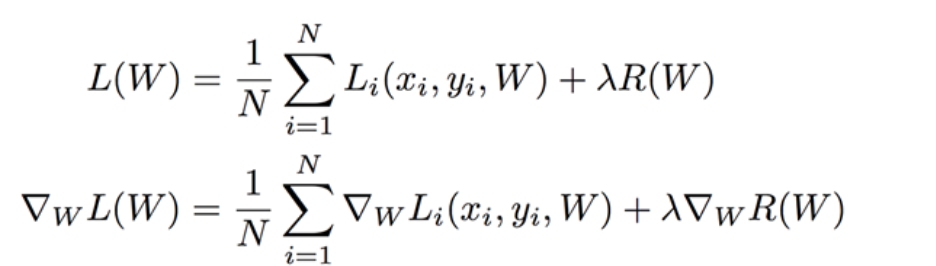 L(W) = \frac{1}{N} \sum_{i=1}^{N} L_i(x_i, y_i, W) + \lambda R(W)
\nabla_W L(W) = \frac{1}{N} \sum_{i=1}^{N} \nabla_W L_i(x_i, y_i, W) + \lambda \nabla_W R(W)